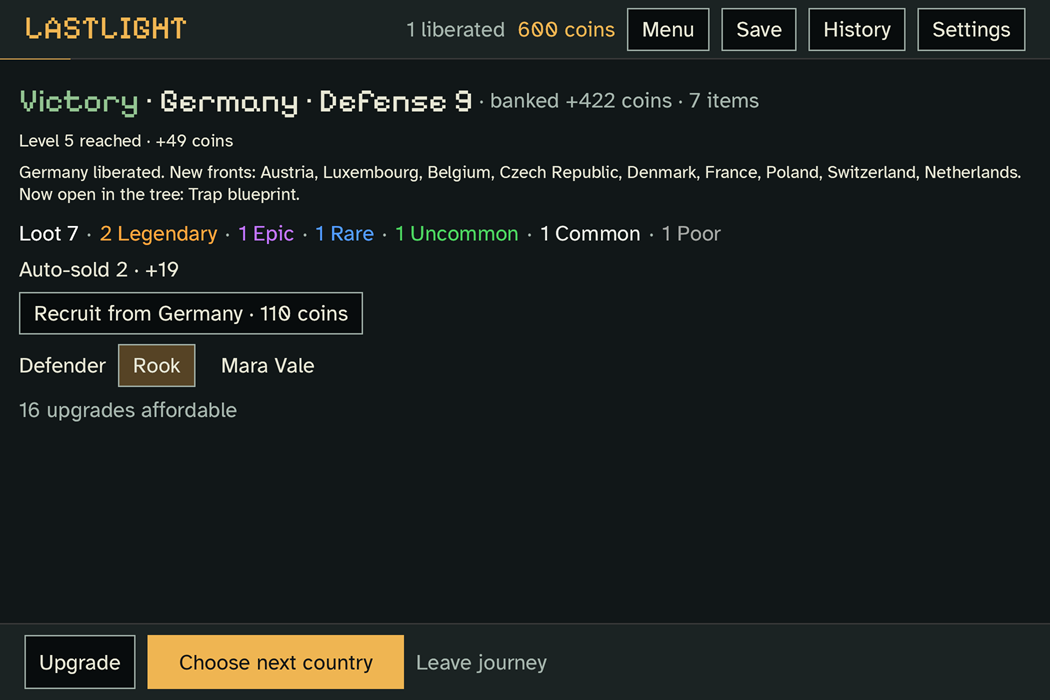 LASTLIGHT
1 liberated 600 coins Menu Save History Settings
Victory · Germany · Defense 9 · banked +422 coins · 7 items
Level 5 reached · +49 coins
Germany liberated. New fronts: Austria, Luxembourg, Belgium, Czech Republic, Denmark, France, Poland, Switzerland, Netherlands.
Now open in the tree: Trap blueprint.
Loot 7 · 2 Legendary · 1 Epic · 1 Rare · 1 Uncommon · 1 Common · 1 Poor
Auto-sold 2 · +19
Recruit from Germany · 110 coins
Defender Rook Mara Vale
16 upgrades affordable
Upgrade Choose next country Leave journey